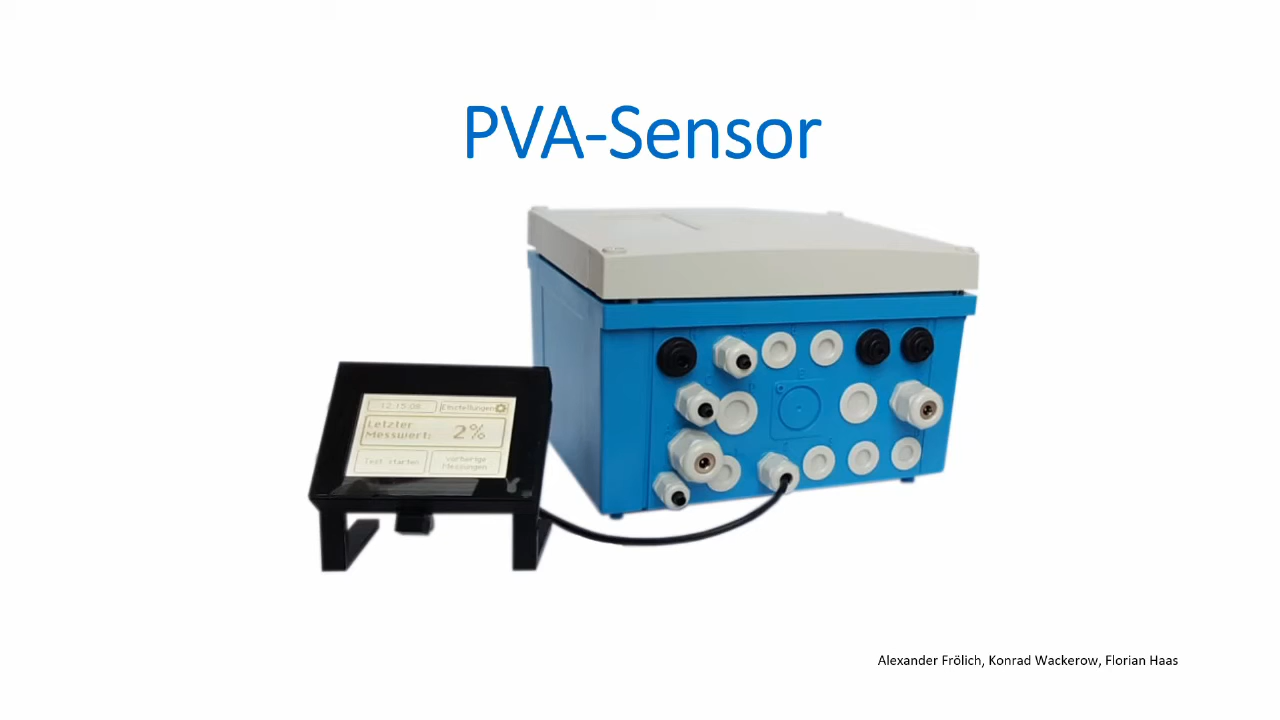 PVA-Sensor
12:15:08
Einstellungen
Letzter
Messwert: 2%
Test starten
vorherige
Messungen
Alexander Frölich, Konrad Wackerow, Florian Haas